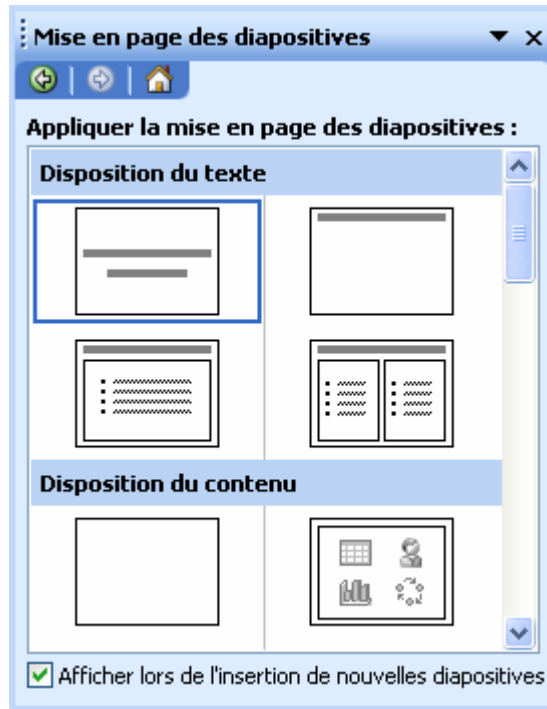 Mise en page des diapositives
Appliquer la mise en page des diapositives :
Disposition du texte
Disposition du contenu
Afficher lors de l'insertion de nouvelles diapositives